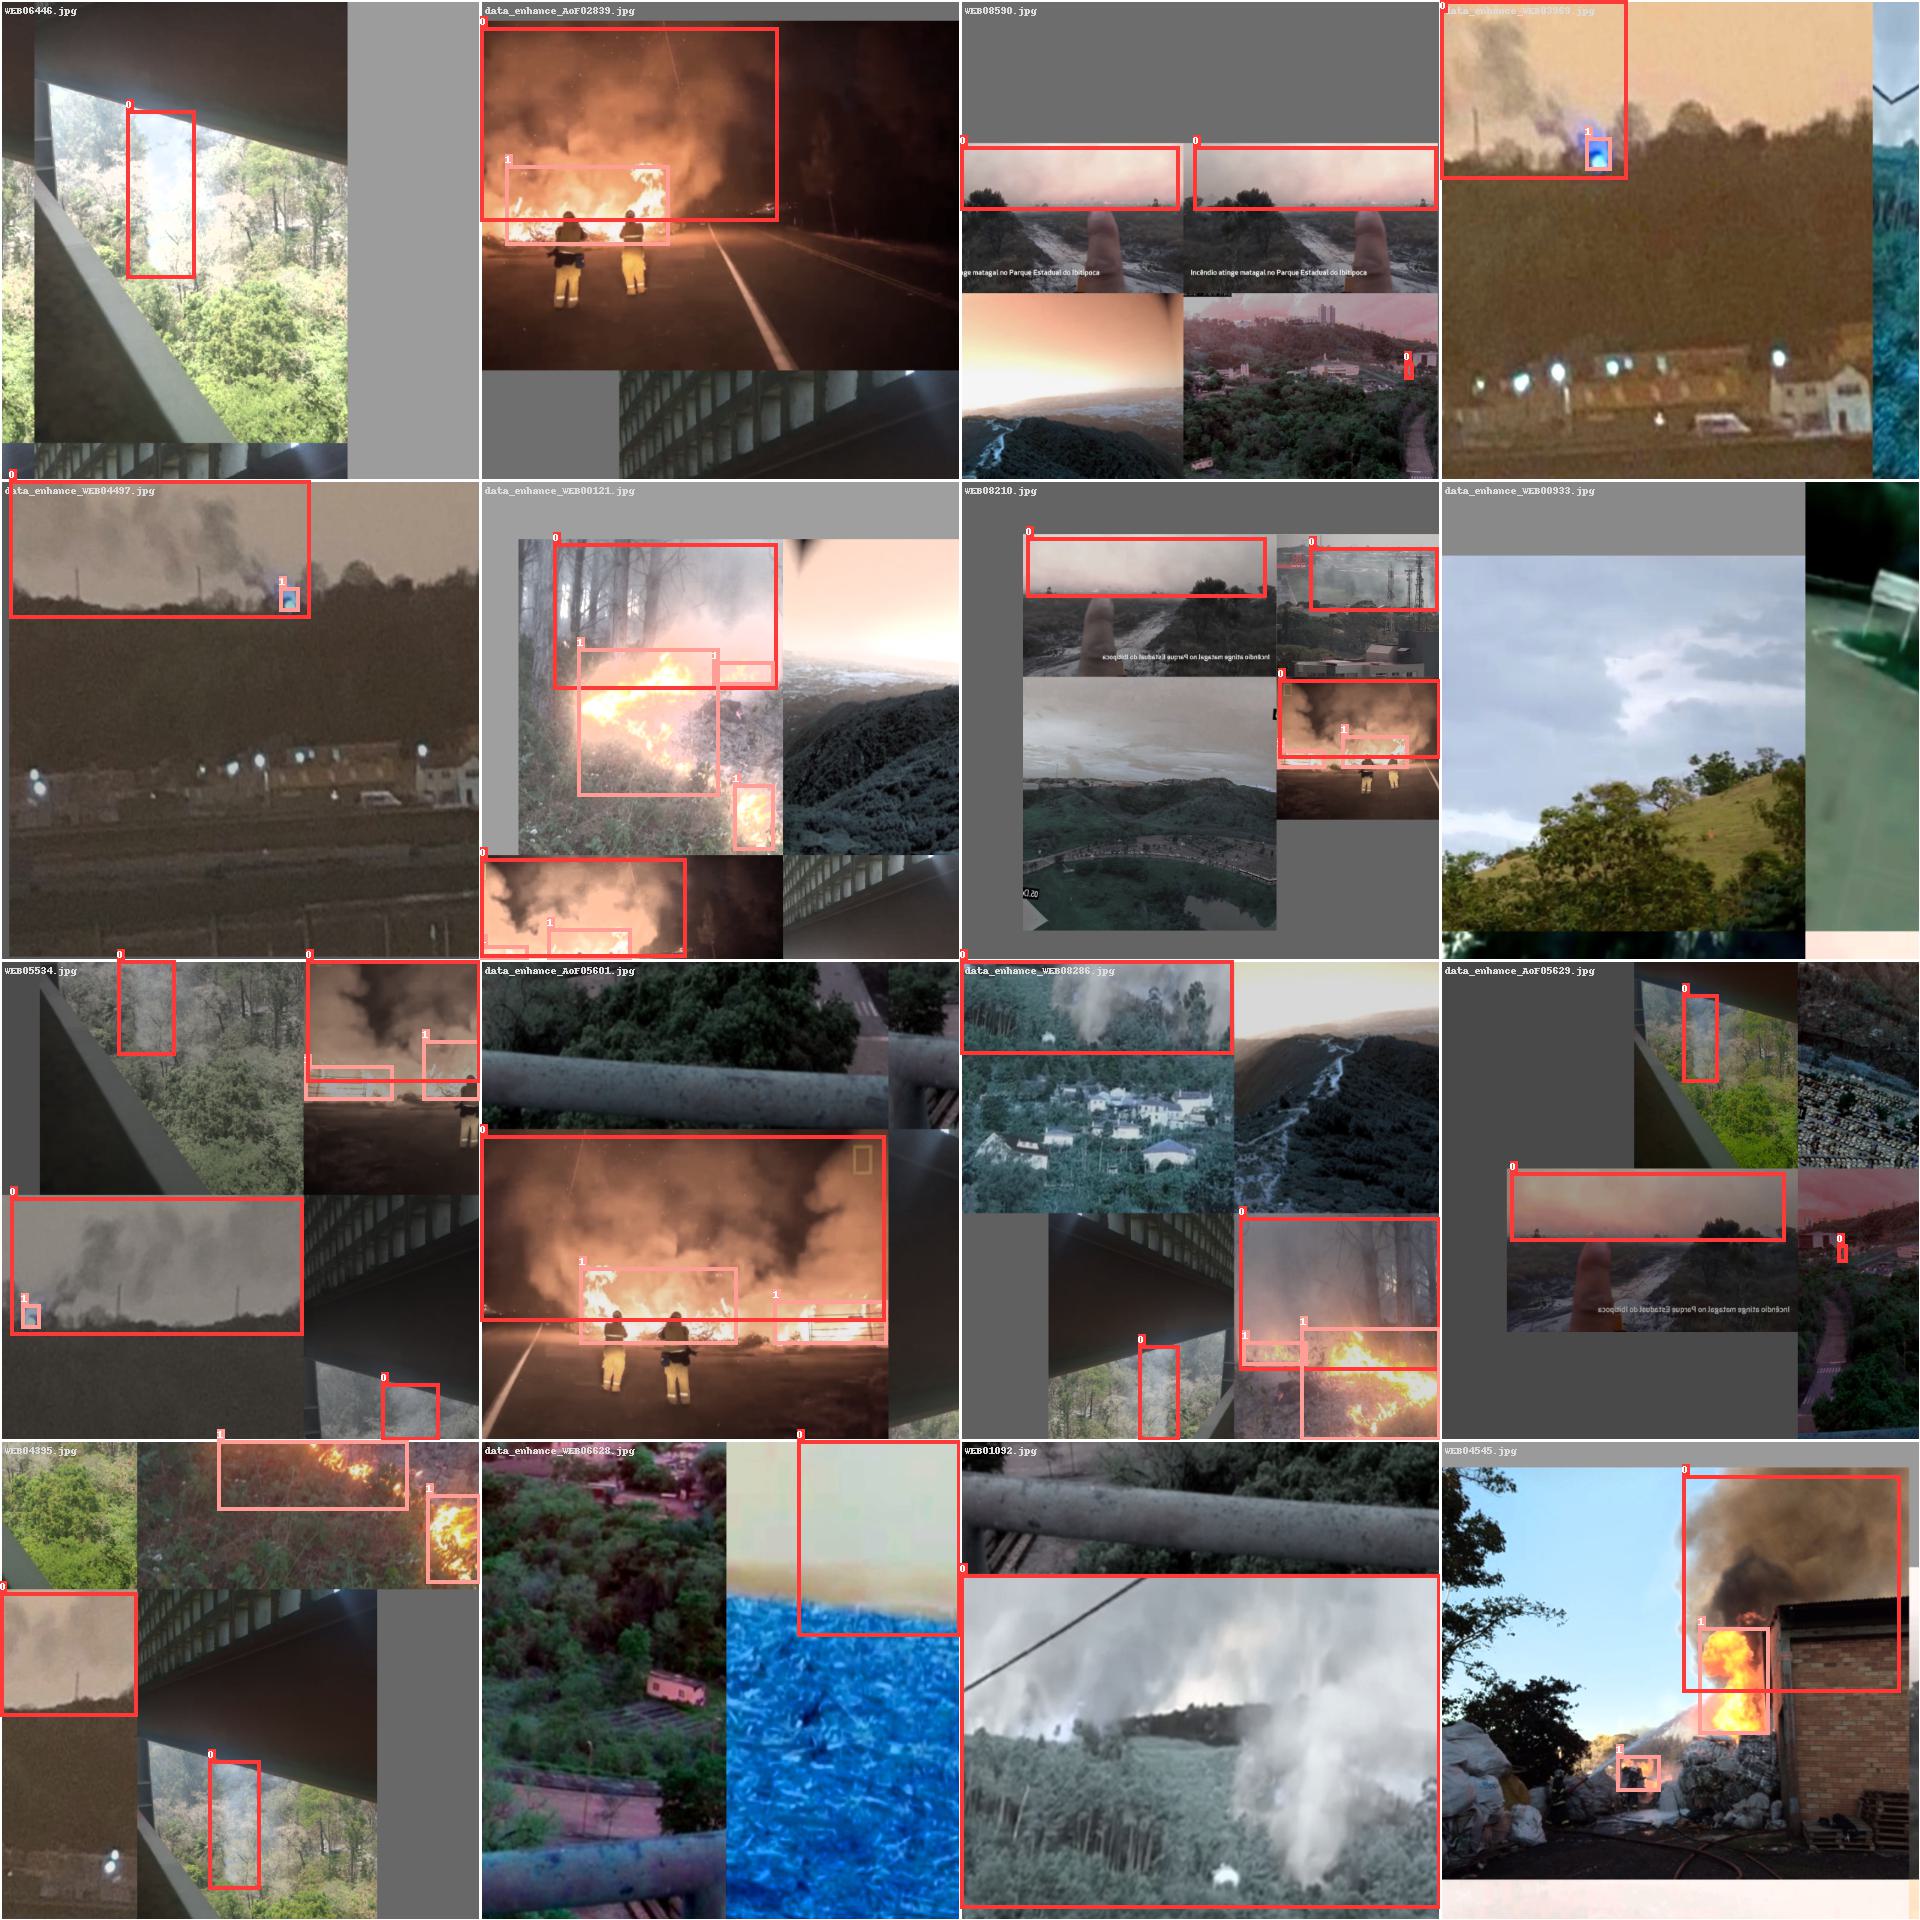 WEB06446.jpg
data_enhance_AoF02839.jpg
WEB08590.jpg
data_enhance_WEB03969.jpg
0
0
1
0
0
ge matagal no Parque Estadual do Ibitipoca
Incêndio atinge matagal no Parque Estadual do Ibitipoca
0
0
1
data_enhance_WEB04497.jpg
data_enhance_WEB00121.jpg
WEB08210.jpg
data_enhance_WEB00933.jpg
0
1
0
1
1
0
1
0
0
Incêndio atinge matagal no Parque Estadual do Ibitipoca
0
1
WEB05534.jpg
data_enhance_AoF05601.jpg
data_enhance_WEB08286.jpg
data_enhance_AoF05629.jpg
0
0
1
0
1
0
0
1
1
0
0
1
1
0
0
0
Incêndio atinge matagal no Parque Estadual do Ibitipoca
0
WEB04395.jpg
data_enhance_WEB06628.jpg
WEB01092.jpg
WEB04545.jpg
1
1
0
0
0
0
0
1
1